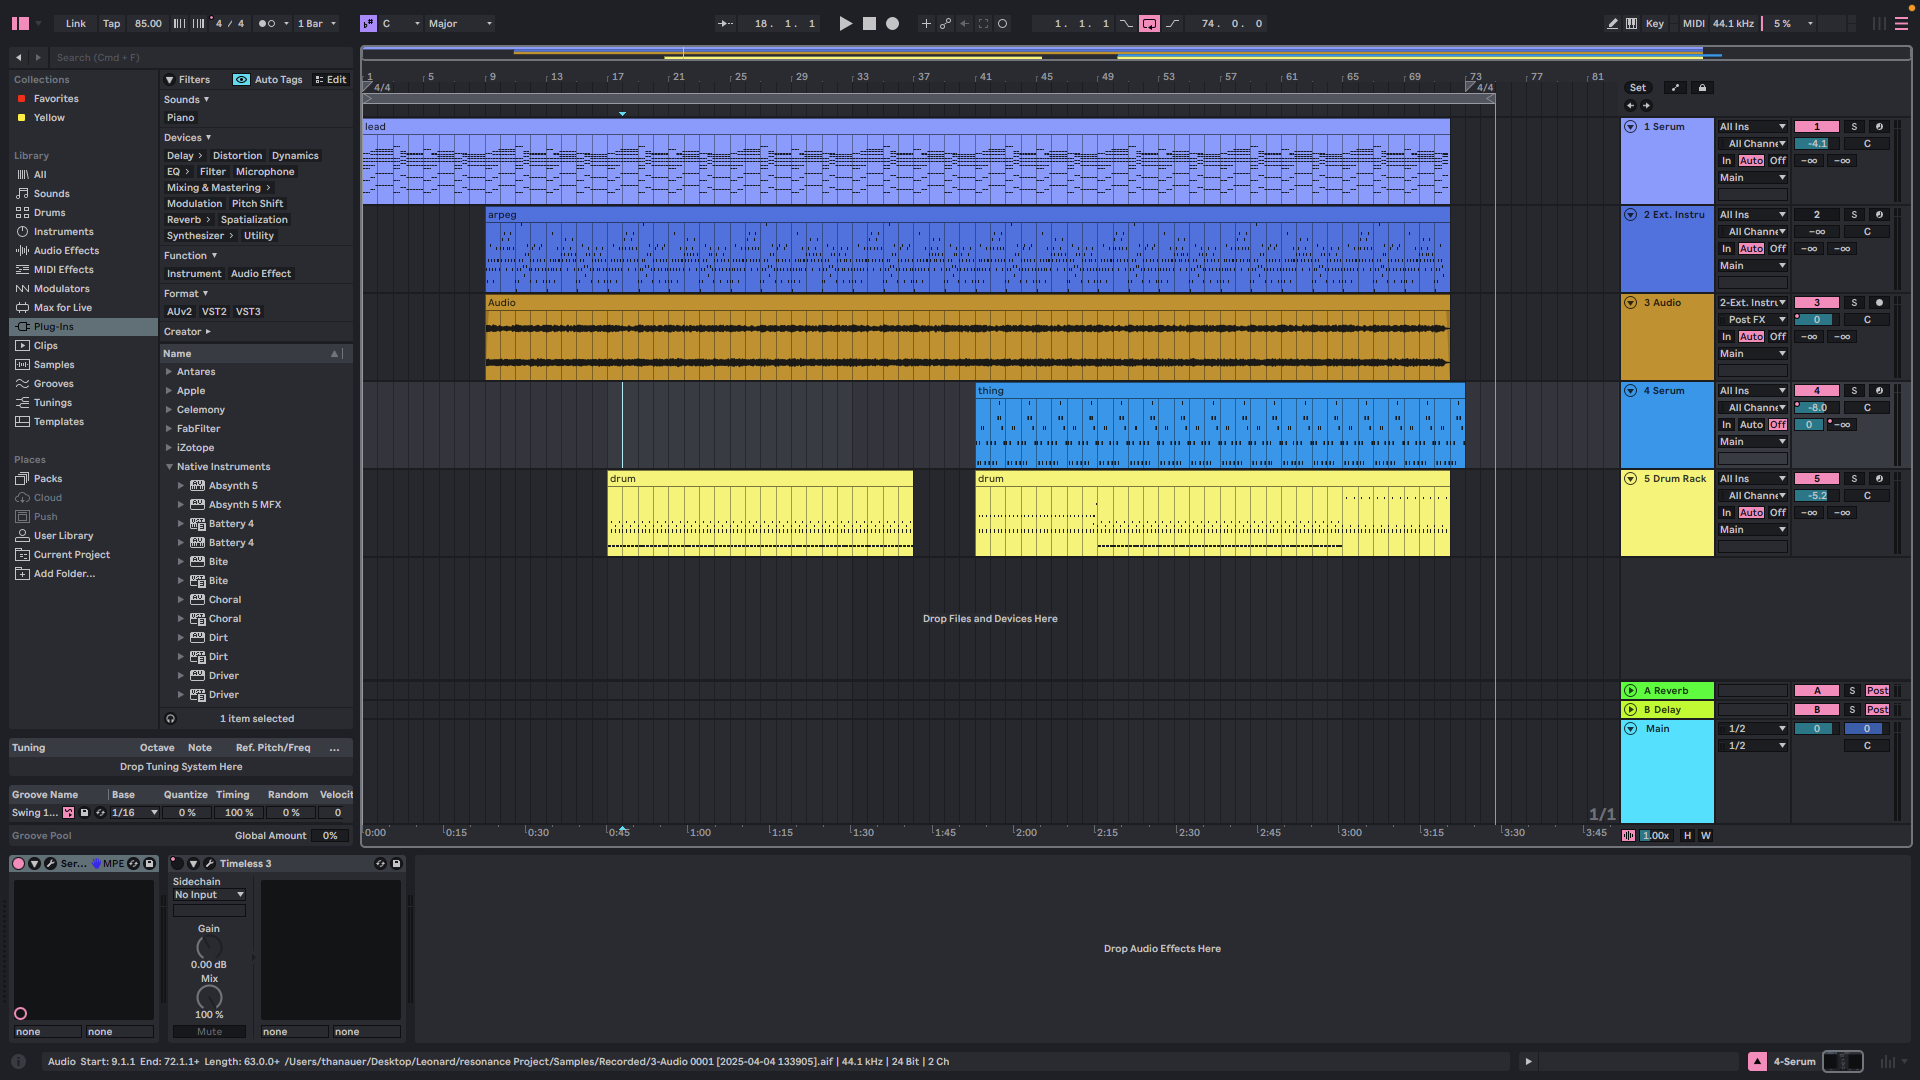 Link Tap 85.00 4 / 4 1 Bar C Major 18. 1. 1 1. 1. 1 74. 0. 0 Key MIDI 44.1 kHz 5 %
Search (Cmd + F)
Collections
Favorites
Yellow
Library
All
Sounds
Drums
Instruments
Audio Effects
MIDI Effects
Modulators
Max for Live
Plug-Ins
Clips
Samples
Grooves
Tunings
Templates
Places
Packs
Cloud
Push
User Library
Current Project
Add Folder...
Filters Auto Tags Edit
Sounds
Piano
Devices
Delay > Distortion Dynamics
EQ > Filter Microphone
Mixing & Mastering >
Modulation Pitch Shift
Reverb > Spatialization
Synthesizer > Utility
Function
Instrument Audio Effect
Format
AUv2 VST2 VST3
Creator
Name
Antares
Apple
Celemony
FabFilter
iZotope
Native Instruments
Absynth 5
Absynth 5 MFX
Battery 4
Battery 4
Bite
Bite
Choral
Choral
Dirt
Dirt
Driver
Driver
1 item selected
Tuning Octave Note Ref. Pitch/Freq ...
Drop Tuning System Here
Groove Name Base Quantize Timing Random Velocit
Swing 1... 1/16 0 % 100 % 0 % 0
Groove Pool Global Amount 0%
1 5 9 13 17 21 25 29 33 37 41 45 49 53 57 61 65 69 73 77 81
4/4 4/4
Set
lead
arpeg
Audio
thing
drum drum
Drop Files and Devices Here
1/1
0:00 0:15 0:30 0:45 1:00 1:15 1:30 1:45 2:00 2:15 2:30 2:45 3:00 3:15 3:30 3:45
1 Serum All Ins 1 S
All Channe -4.1 C
In Auto Off -∞ -∞
Main
2 Ext. Instru All Ins 2 S
All Channe -∞ C
In Auto Off -∞ -∞
Main
3 Audio 2-Ext. Instru 3 S
Post FX 0 C
In Auto Off -∞ -∞
Main
4 Serum All Ins 4 S
All Channe -8.0 C
In Auto Off 0 -∞
Main
5 Drum Rack All Ins 5 S
All Channe -5.2 C
In Auto Off -∞ -∞
Main
A Reverb A S Post
B Delay B S Post
Main 1/2 0 0
1/2 C
1.00x H W
Ser... MPE
none none
Timeless 3
Sidechain
No Input
Gain
0.00 dB
Mix
100 %
Mute
none none
Drop Audio Effects Here
Audio Start: 9.1.1 End: 72.1.1+ Length: 63.0.0+ /Users/thanauer/Desktop/Leonard/resonance Project/Samples/Recorded/3-Audio 0001 [2025-04-04 133905].aif | 44.1 kHz | 24 Bit | 2 Ch
4-Serum